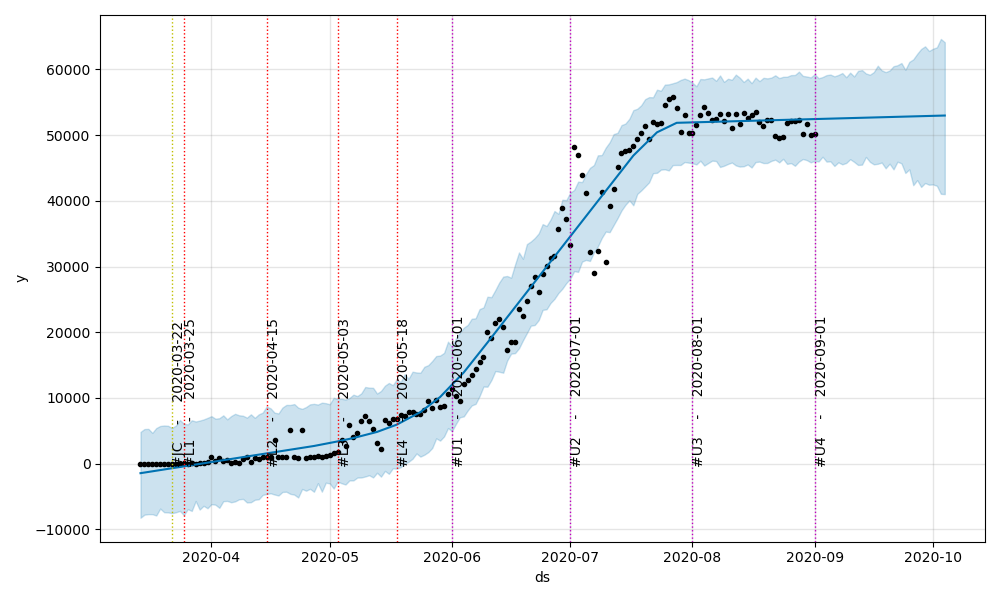 60000
50000
40000
30000
20000
10000
0
−10000
y
#JC - 2020-03-22
#L1 - 2020-03-25
#L2 - 2020-04-15
#L3 - 2020-05-03
#L4 - 2020-05-18
#U1 - 2020-06-01
#U2 - 2020-07-01
#U3 - 2020-08-01
#U4 - 2020-09-01
2020-04
2020-05
2020-06
2020-07
2020-08
2020-09
2020-10
ds